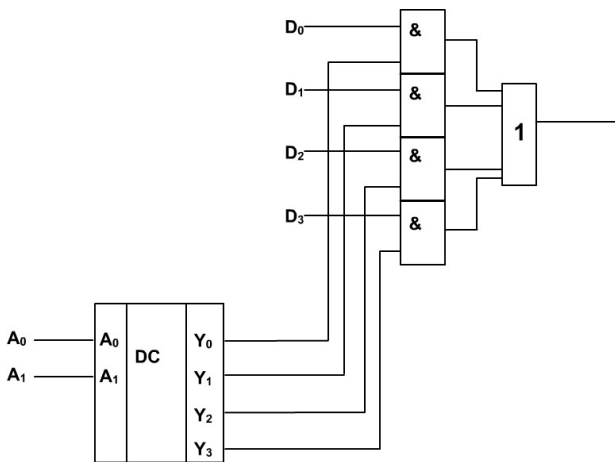 D₀ &
D₁ &
D₂ &
D₃ &
1
A₀ A₀ DC Y₀
A₁ A₁ Y₁
Y₂
Y₃